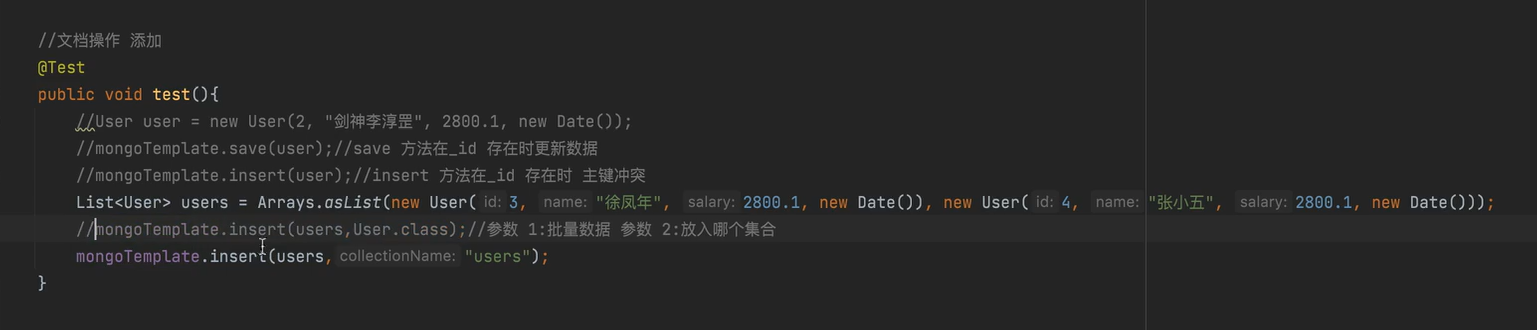 //文档操作 添加
@Test
public void test(){
//User user = new User(2, "剑神李淳罡", 2800.1, new Date());
//mongoTemplate.save(user);//save 方法在_id 存在时更新数据
//mongoTemplate.insert(user);//insert 方法在_id 存在时 主键冲突
List<User> users = Arrays.asList(new User( id: 3, name: "徐凤年", salary: 2800.1, new Date()), new User( id: 4, name: "张小五", salary: 2800.1, new Date()));
//mongoTemplate.insert(users,User.class);//参数 1:批量数据 参数 2:放入哪个集合
mongoTemplate.insert(users, collectionName: "users");
}